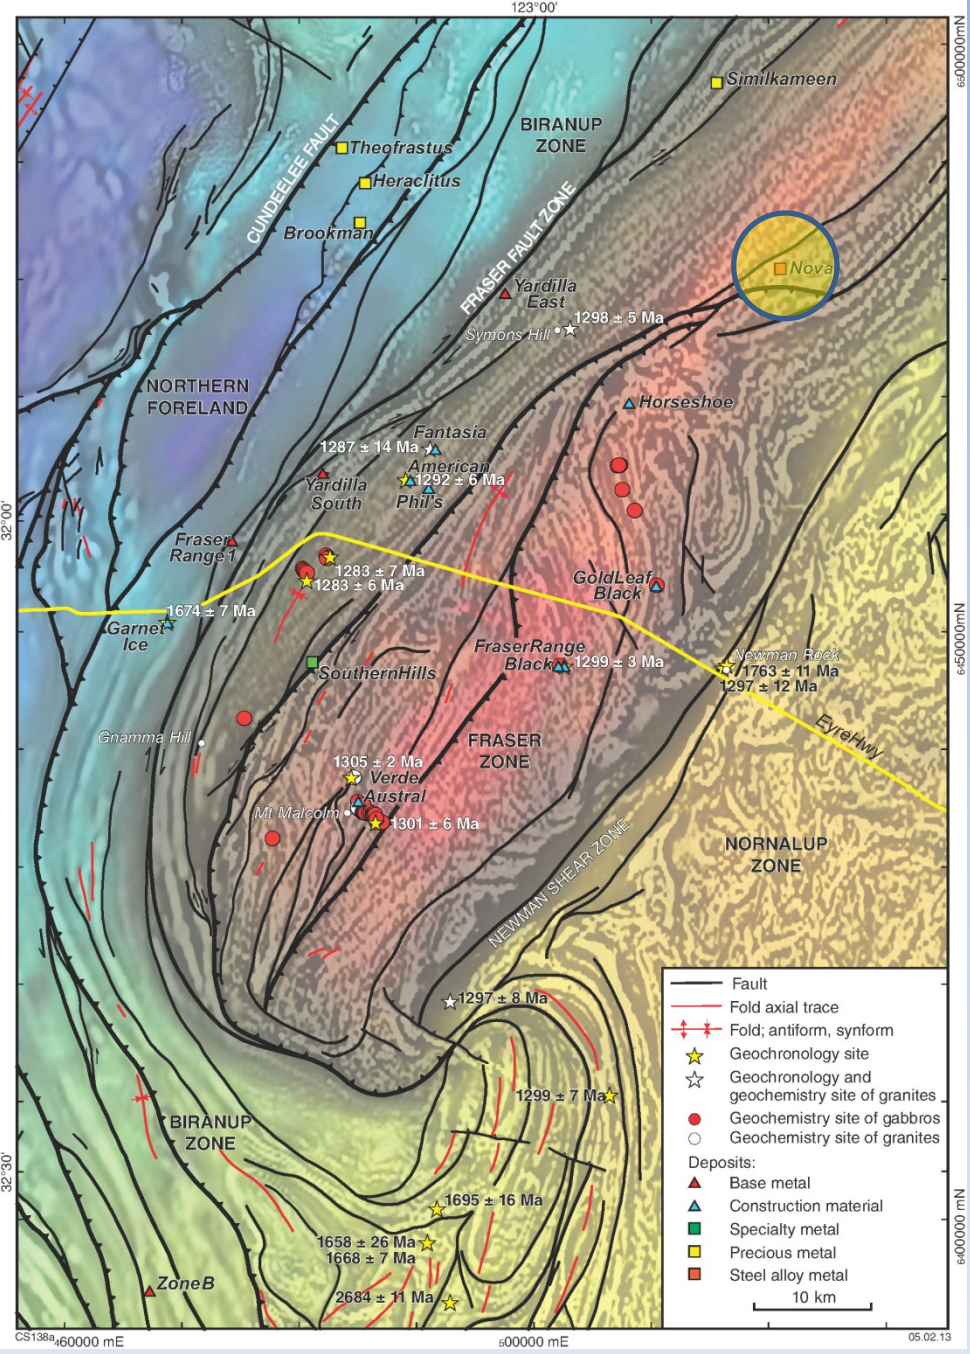 123°00'
6500000mN
Similkameen
BIRANUP
ZONE
Theofrastus
CUNDEELEE FAULT
Heraclitus
Brookman
FRASER FAULT ZONE
Nova
Yardilla
East
1298 ± 5 Ma
Symons Hill
NORTHERN
FORELAND
Horseshoe
Fantasia
1287 ± 14 Ma
American
1292 ± 6 Ma
Yardilla
South
Phil's
32°00'
Fraser
Range 1
1283 ± 7 Ma
1283 ± 6 Ma
GoldLeaf
Black
1674 ± 7 Ma
Garnet
Ice
6450000mN
FraserRange
Black
1299 ± 3 Ma
Newman Rock
1763 ± 11 Ma
1297 ± 12 Ma
SouthernHills
EyreHwy
Gnamma Hill
FRASER
ZONE
1305 ± 2 Ma
Verde
Austral
Mt Malcolm
1301 ± 6 Ma
NORNALUP
ZONE
NEWMAN SHEAR ZONE
1297 ± 8 Ma
1299 ± 7 Ma
BIRANUP
ZONE
32°30'
1695 ± 16 Ma
1658 ± 26 Ma
1668 ± 7 Ma
2684 ± 11 Ma
ZoneB
6400000 mN
Fault
Fold axial trace
Fold; antiform, synform
Geochronology site
Geochronology and
geochemistry site of granites
Geochemistry site of gabbros
Geochemistry site of granites
Deposits:
Base metal
Construction material
Specialty metal
Precious metal
Steel alloy metal
10 km
CS138a
460000 mE
500000 mE
05.02.13